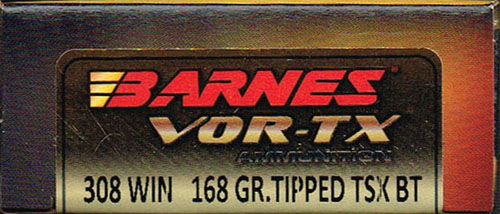 BARNES®
VOR-TX
AMMUNITION
308 WIN 168 GR.TIPPED TSX BT